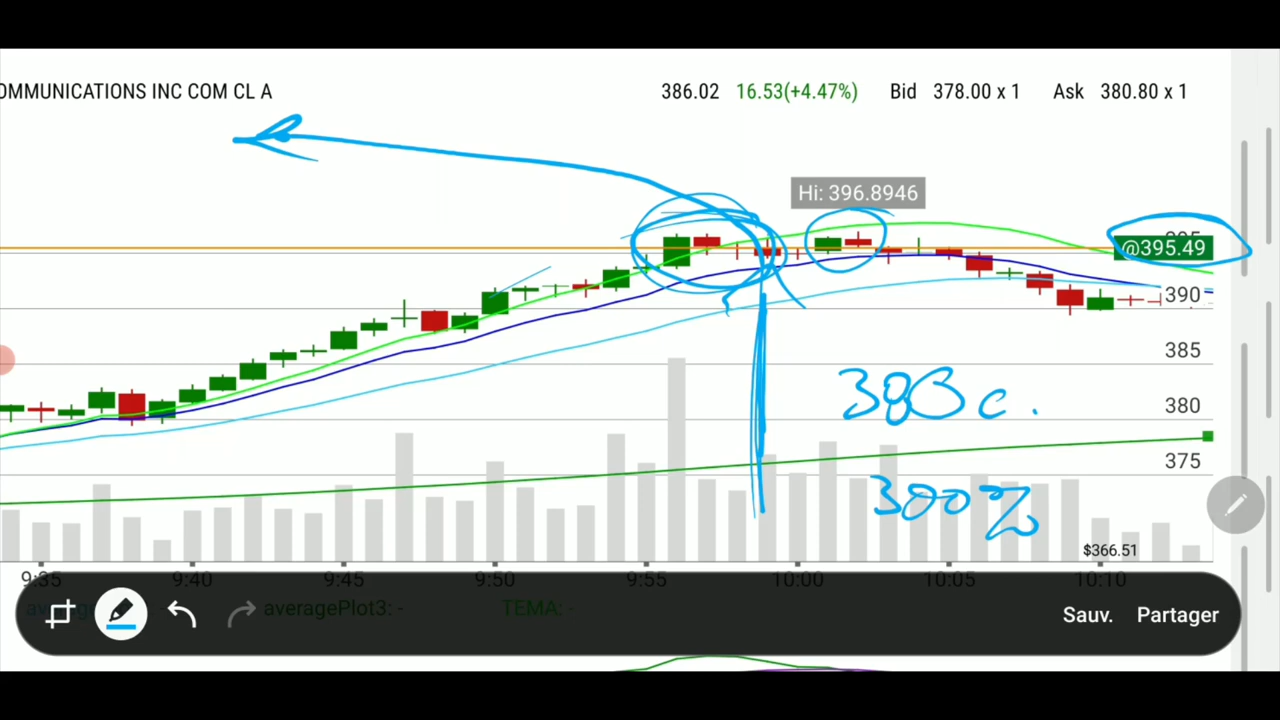 OMMUNICATIONS INC COM CL A 386.02 16.53(+4.47%) Bid 378.00 x 1 Ask 380.80 x 1
Hi: 396.8946
@395.49
390
385
380
375
383 c.
300%
$366.51
9:35 9:40 9:45 9:50 9:55 10:00 10:05 10:10
averagePlot3: - TEMA: -
Sauv. Partager